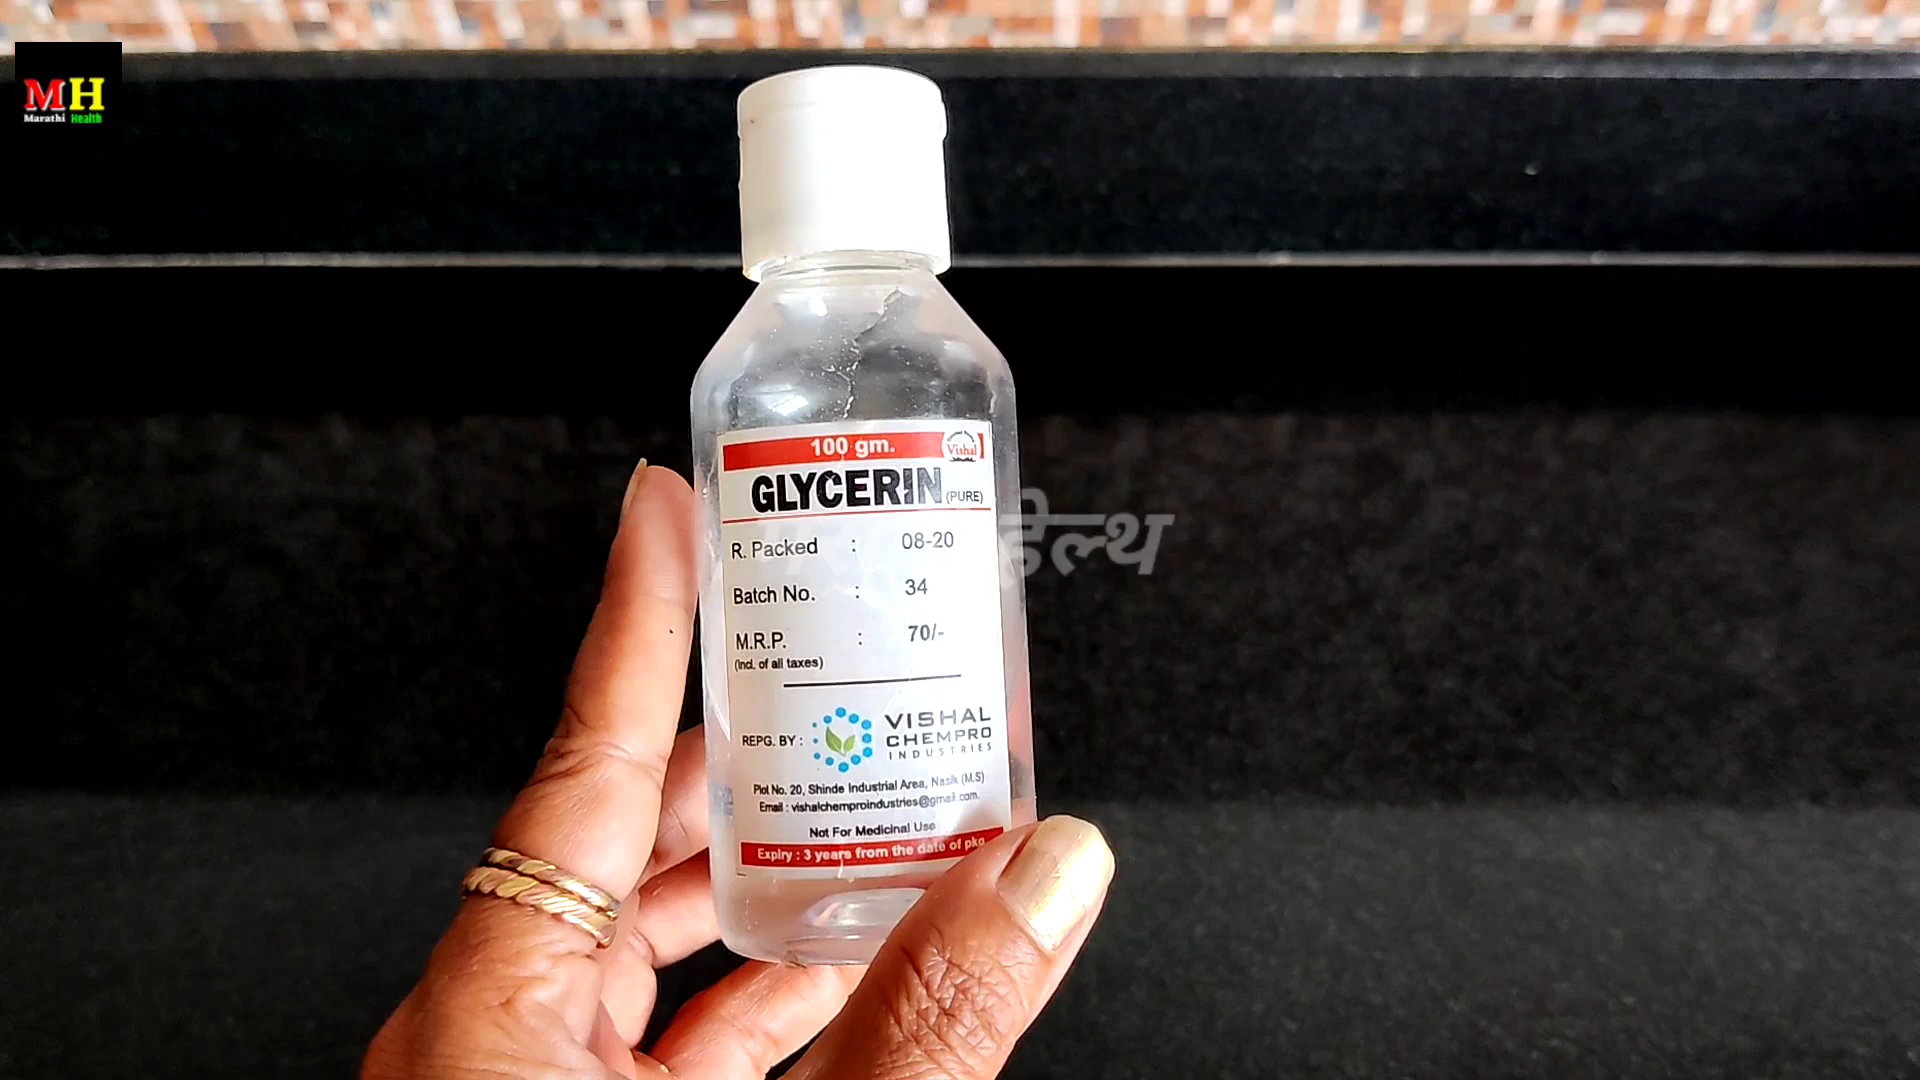 MH
Marathi Health
100 gm.
Vishal
GLYCERIN (PURE)
R. Packed : 08-20
Batch No. : 34
M.R.P. : 70/-
(Incl. of all taxes)
REPG. BY :
VISHAL
CHEMPRO
INDUSTRIES
Plot No. 20, Shinde Industrial Area, Nasik (M.S)
Email : vishalchemproindustries@gmail.com.
Not For Medicinal Use
Expiry : 3 years from the date of pkg
हेल्थ